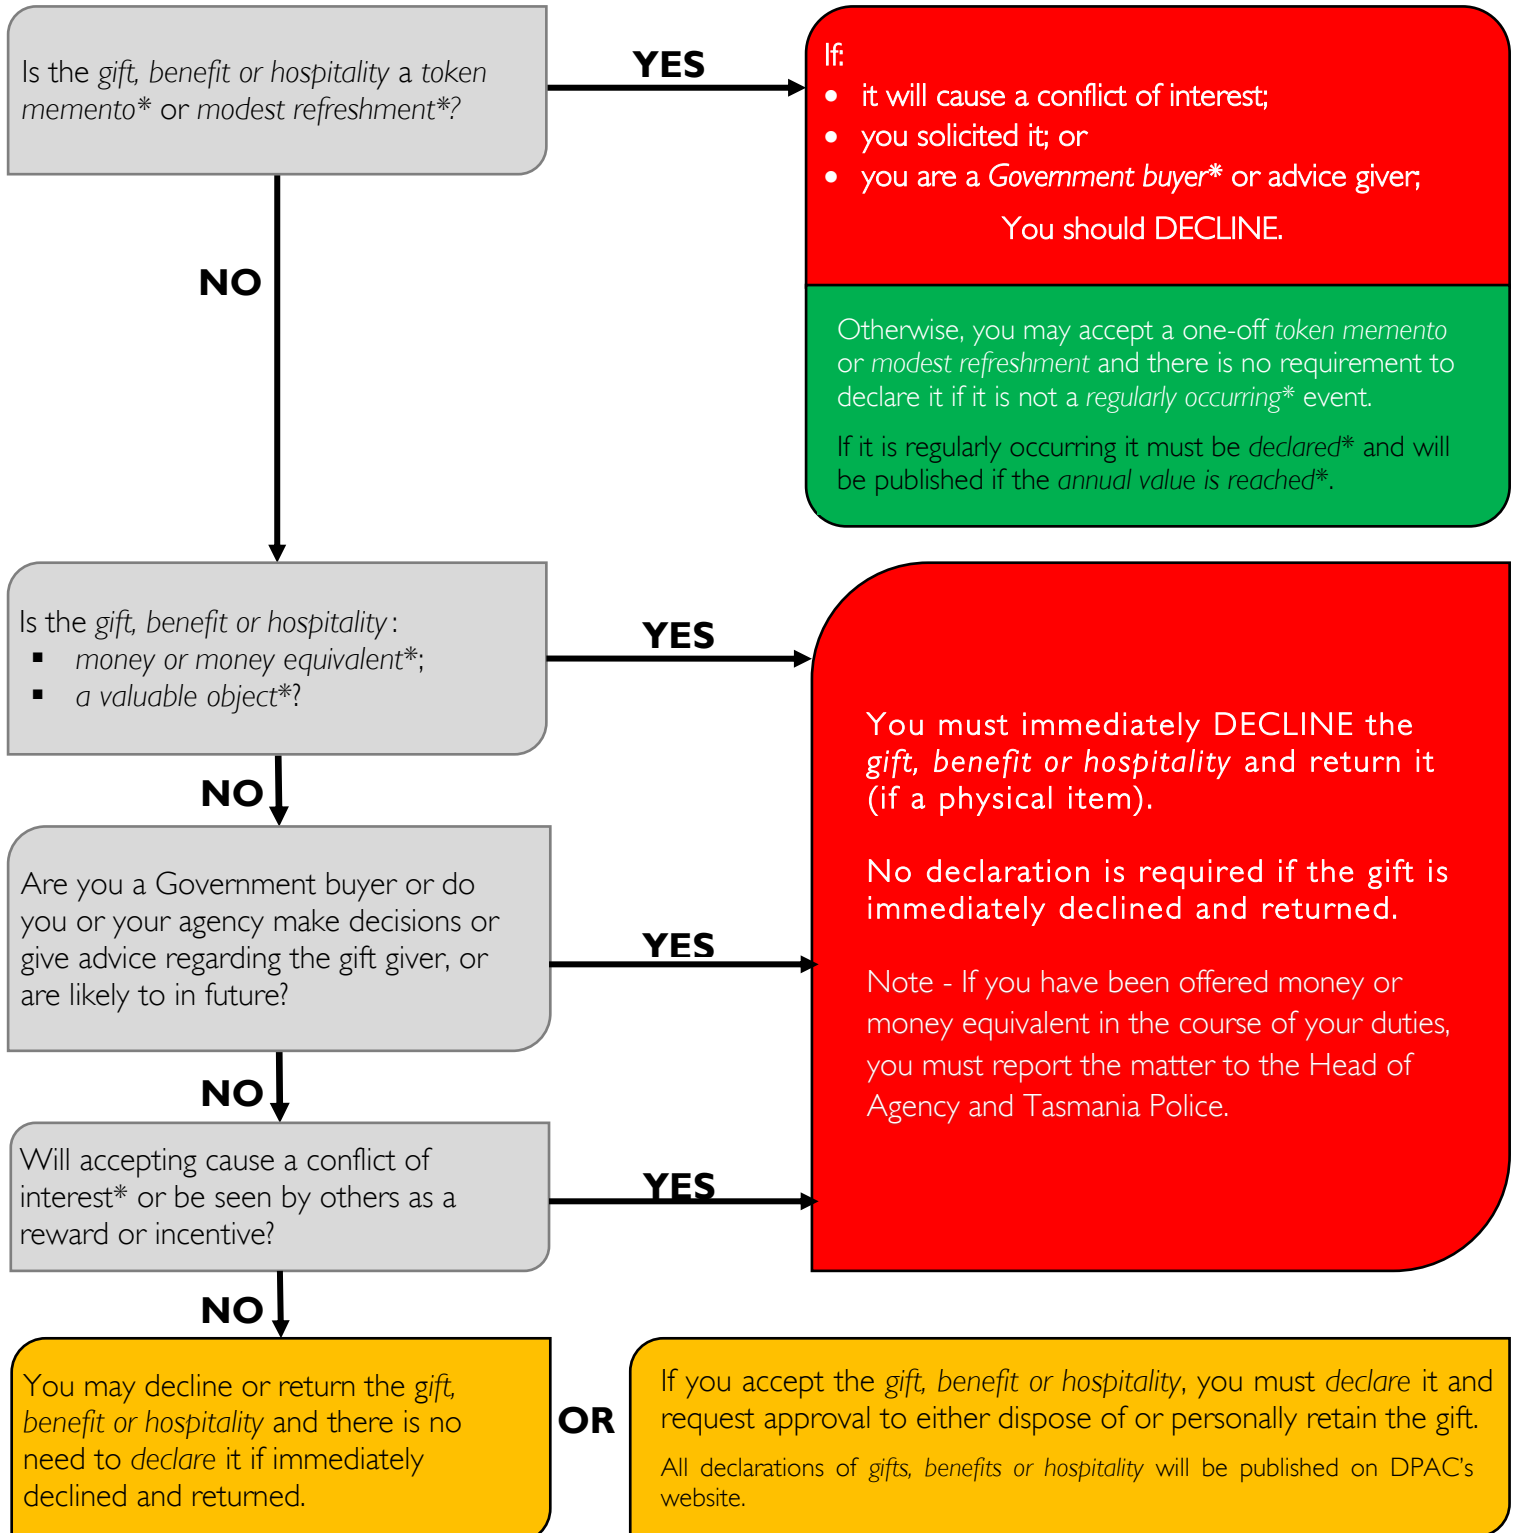 Is the gift, benefit or hospitality a token
memento* or modest refreshment*?
YES
If:
• it will cause a conflict of interest;
• you solicited it; or
• you are a Government buyer* or advice giver;
You should DECLINE.
Otherwise, you may accept a one-off token memento
or modest refreshment and there is no requirement to
declare it if it is not a regularly occurring* event.
If it is regularly occurring it must be declared* and will
be published if the annual value is reached*.
NO
Is the gift, benefit or hospitality :
▪ money or money equivalent*;
▪ a valuable object*?
YES
NO
Are you a Government buyer or do
you or your agency make decisions or
give advice regarding the gift giver, or
are likely to in future?
YES
NO
Will accepting cause a conflict of
interest* or be seen by others as a
reward or incentive?
YES
You must immediately DECLINE the
gift, benefit or hospitality and return it
(if a physical item).
No declaration is required if the gift is
immediately declined and returned.
Note - If you have been offered money or
money equivalent in the course of your duties,
you must report the matter to the Head of
Agency and Tasmania Police.
NO
You may decline or return the gift,
benefit or hospitality and there is no
need to declare it if immediately
declined and returned.
OR
If you accept the gift, benefit or hospitality, you must declare it and
request approval to either dispose of or personally retain the gift.
All declarations of gifts, benefits or hospitality will be published on DPAC's
website.